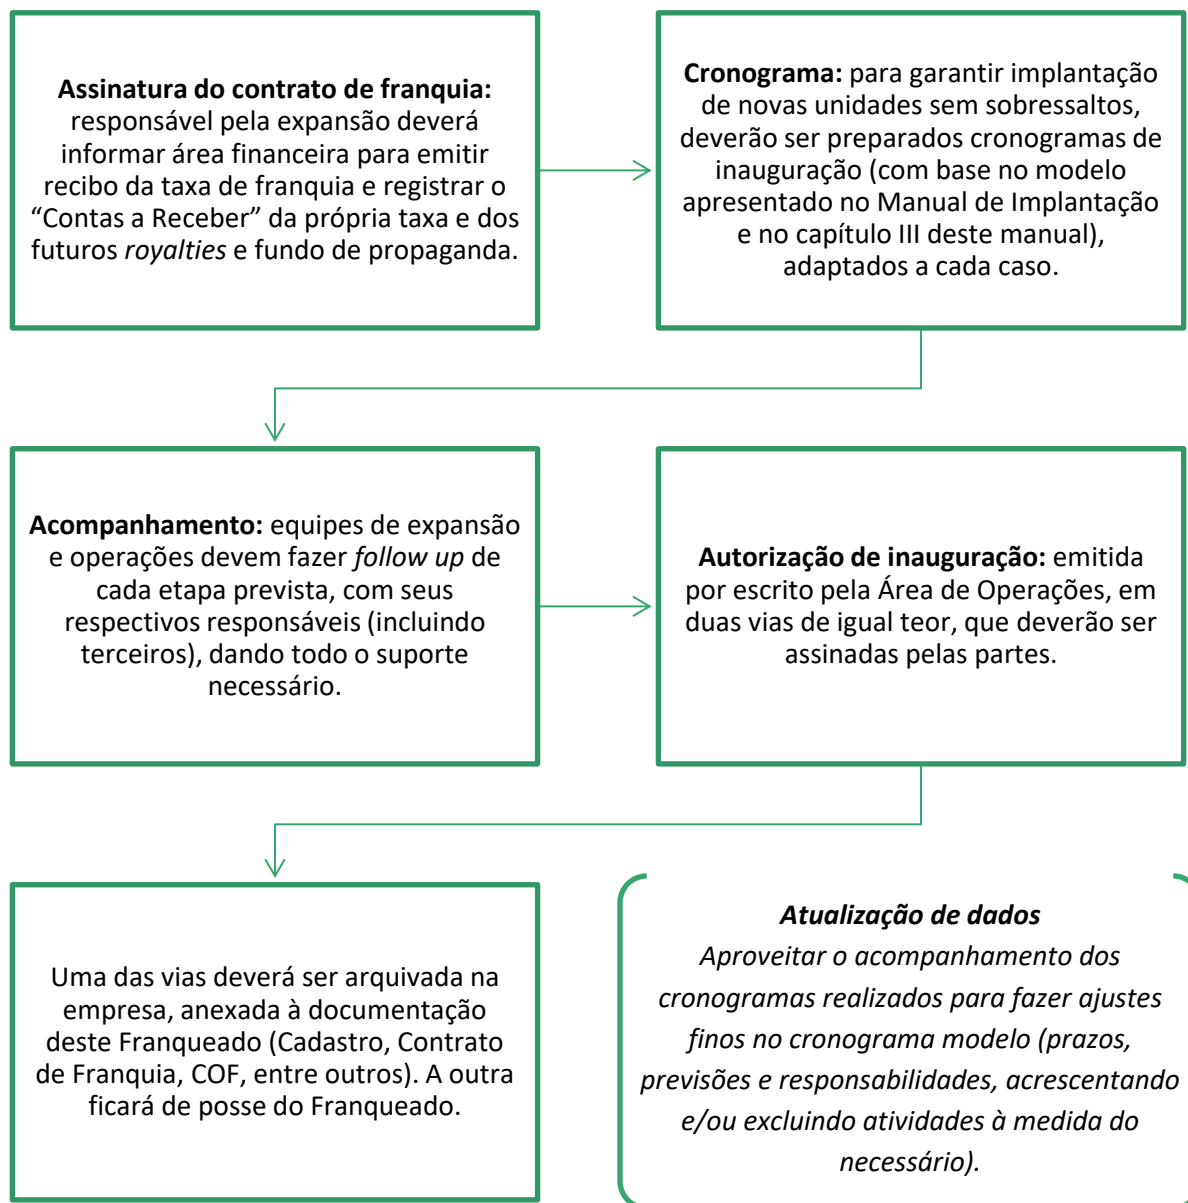 Assinatura do contrato de franquia:
responsável pela expansão deverá
informar área financeira para emitir
recibo da taxa de franquia e registrar o
“Contas a Receber” da própria taxa e dos
futuros royalties e fundo de propaganda.
Cronograma: para garantir implantação
de novas unidades sem sobressaltos,
deverão ser preparados cronogramas de
inauguração (com base no modelo
apresentado no Manual de Implantação
e no capítulo III deste manual),
adaptados a cada caso.
Acompanhamento: equipes de expansão
e operações devem fazer follow up de
cada etapa prevista, com seus
respectivos responsáveis (incluindo
terceiros), dando todo o suporte
necessário.
Autorização de inauguração: emitida
por escrito pela Área de Operações, em
duas vias de igual teor, que deverão ser
assinadas pelas partes.
Uma das vias deverá ser arquivada na
empresa, anexada à documentação
deste Franqueado (Cadastro, Contrato
de Franquia, COF, entre outros). A outra
ficará de posse do Franqueado.
Atualização de dados
Aproveitar o acompanhamento dos
cronogramas realizados para fazer ajustes
finos no cronograma modelo (prazos,
previsões e responsabilidades, acrescentando
e/ou excluindo atividades à medida do
necessário).